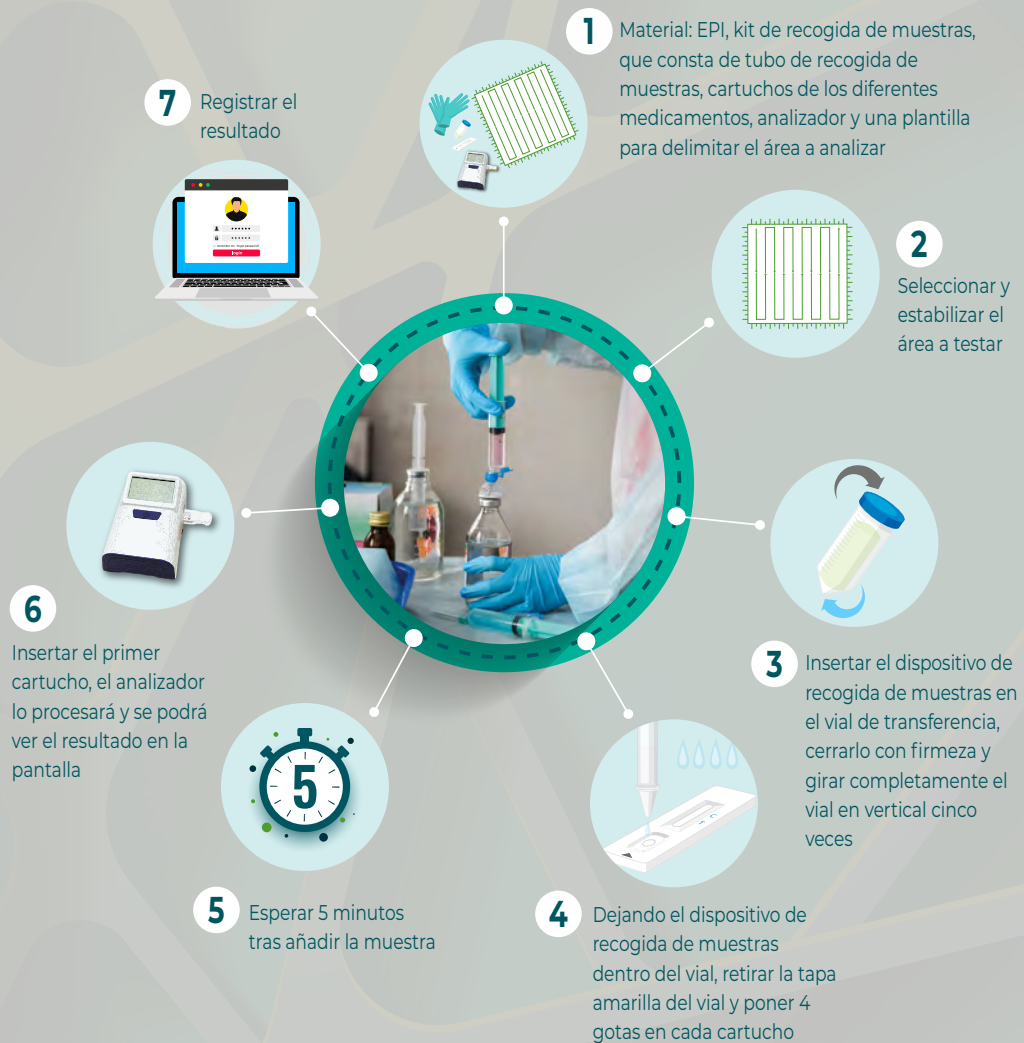 1
Material: EPI, kit de recogida de muestras,
que consta de tubo de recogida de
muestras, cartuchos de los diferentes
medicamentos, analizador y una plantilla
para delimitar el área a analizar
2
Seleccionar y
estabilizar el
área a testar
3
Insertar el dispositivo de
recogida de muestras en
el vial de transferencia,
cerrarlo con firmeza y
girar completamente el
vial en vertical cinco
veces
4
Dejando el dispositivo de
recogida de muestras
dentro del vial, retirar la tapa
amarilla del vial y poner 4
gotas en cada cartucho
5
5
Esperar 5 minutos
tras añadir la muestra
6
Insertar el primer
cartucho, el analizador
lo procesará y se podrá
ver el resultado en la
pantalla
7
Registrar el
resultado
login